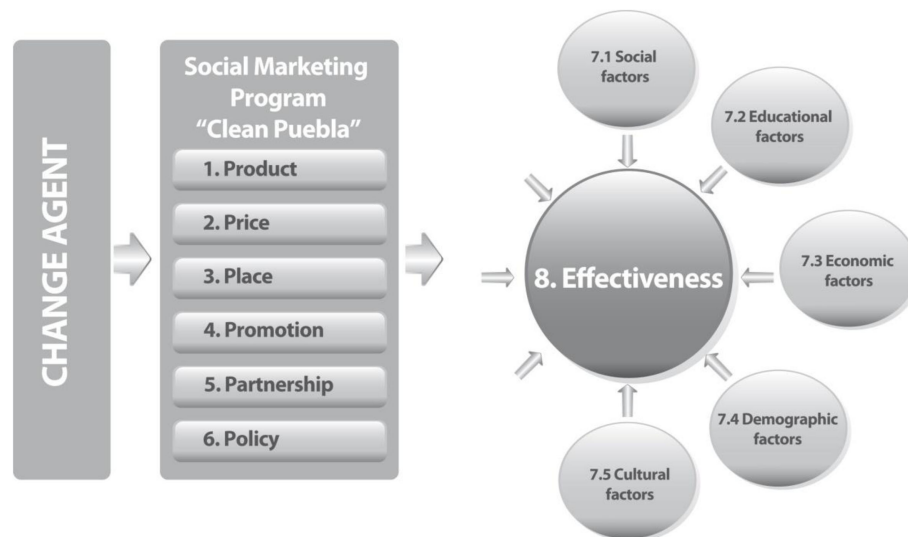 CHANGE AGENT
Social Marketing
Program
“Clean Puebla”
1. Product
2. Price
3. Place
4. Promotion
5. Partnership
6. Policy
7.1 Social
factors
7.2 Educational
factors
7.3 Economic
factors
7.4 Demographic
factors
7.5 Cultural
factors
8. Effectiveness